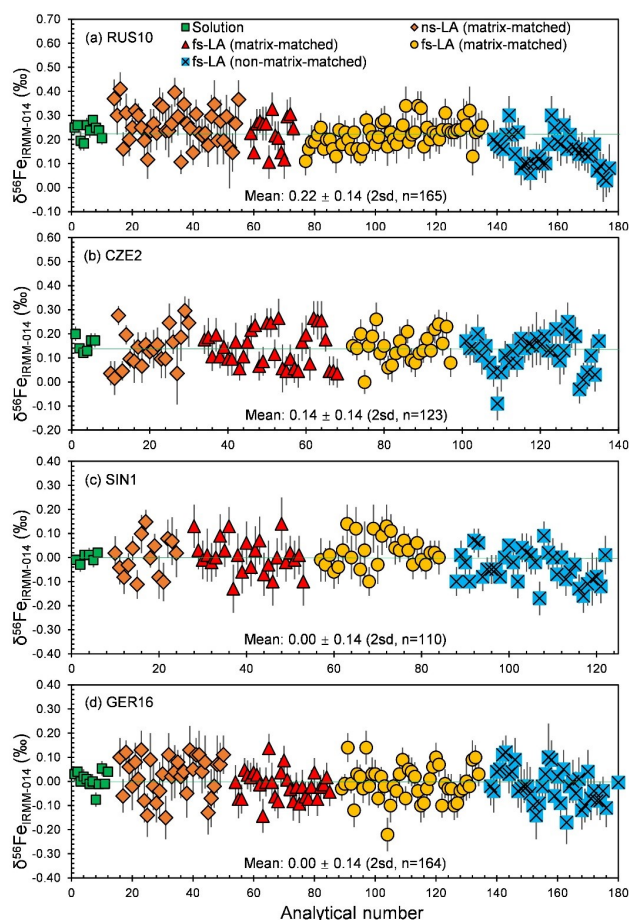 Solution
ns-LA (matrix-matched)
fs-LA (matrix-matched)
fs-LA (matrix-matched)
fs-LA (non-matrix-matched)
(a) RUS10
δ⁵⁶Fe_IRMM-014 (‰)
0.70
0.60
0.50
0.40
0.30
0.20
0.10
0.00
-0.10
Mean: 0.22 ± 0.14 (2sd, n=165)
0 20 40 60 80 100 120 140 160 180
(b) CZE2
δ⁵⁶Fe_IRMM-014 (‰)
0.60
0.50
0.40
0.30
0.20
0.10
0.00
-0.10
-0.20
Mean: 0.14 ± 0.14 (2sd, n=123)
0 20 40 60 80 100 120 140
(c) SIN1
δ⁵⁶Fe_IRMM-014 (‰)
0.40
0.30
0.20
0.10
0.00
-0.10
-0.20
-0.30
-0.40
Mean: 0.00 ± 0.14 (2sd, n=110)
0 20 40 60 80 100 120
(d) GER16
δ⁵⁶Fe_IRMM-014 (‰)
0.40
0.30
0.20
0.10
0.00
-0.10
-0.20
-0.30
-0.40
Mean: 0.00 ± 0.14 (2sd, n=164)
0 20 40 60 80 100 120 140 160 180
Analytical number